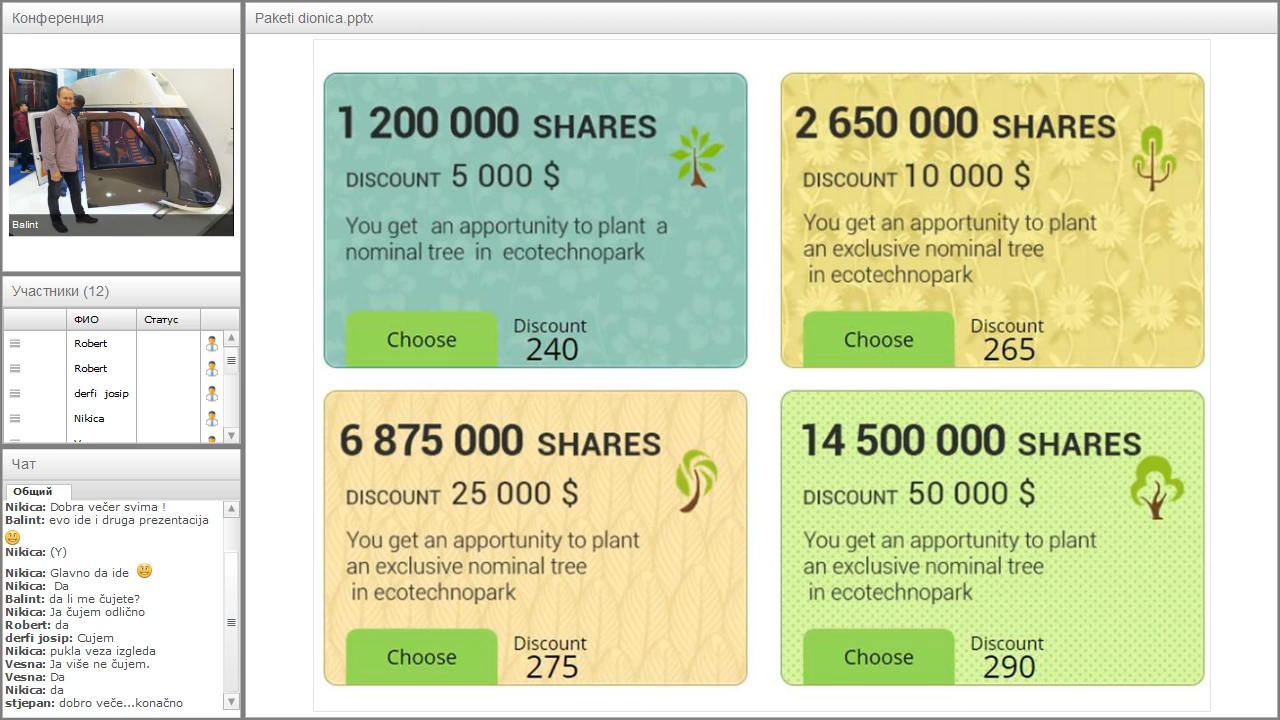 Конференция
Balint
Участники (12)
ФИО Статус
Robert
Robert
derfi josip
Nikica
Чат
Общий
Nikica: Dobra večer svima !
Balint: evo ide i druga prezentacija
Nikica: (Y)
Nikica: Glavno da ide
Nikica: Da
Balint: da li me čujete?
Nikica: Ja čujem odlično
Robert: da
derfi josip: Cujem
Nikica: pukla veza izgleda
Vesna: Ja više ne čujem.
Vesna: Da
Nikica: da
stjepan: dobro veče...konačno
Paketi dionica.pptx
1 200 000 SHARES
DISCOUNT 5 000 $
You get an apportunity to plant a
nominal tree in ecotechnopark
Choose
Discount
240
2 650 000 SHARES
DISCOUNT 10 000 $
You get an apportunity to plant
an exclusive nominal tree
in ecotechnopark
Choose
Discount
265
6 875 000 SHARES
DISCOUNT 25 000 $
You get an apportunity to plant
an exclusive nominal tree
in ecotechnopark
Choose
Discount
275
14 500 000 SHARES
DISCOUNT 50 000 $
You get an apportunity to plant
an exclusive nominal tree
in ecotechnopark
Choose
Discount
290